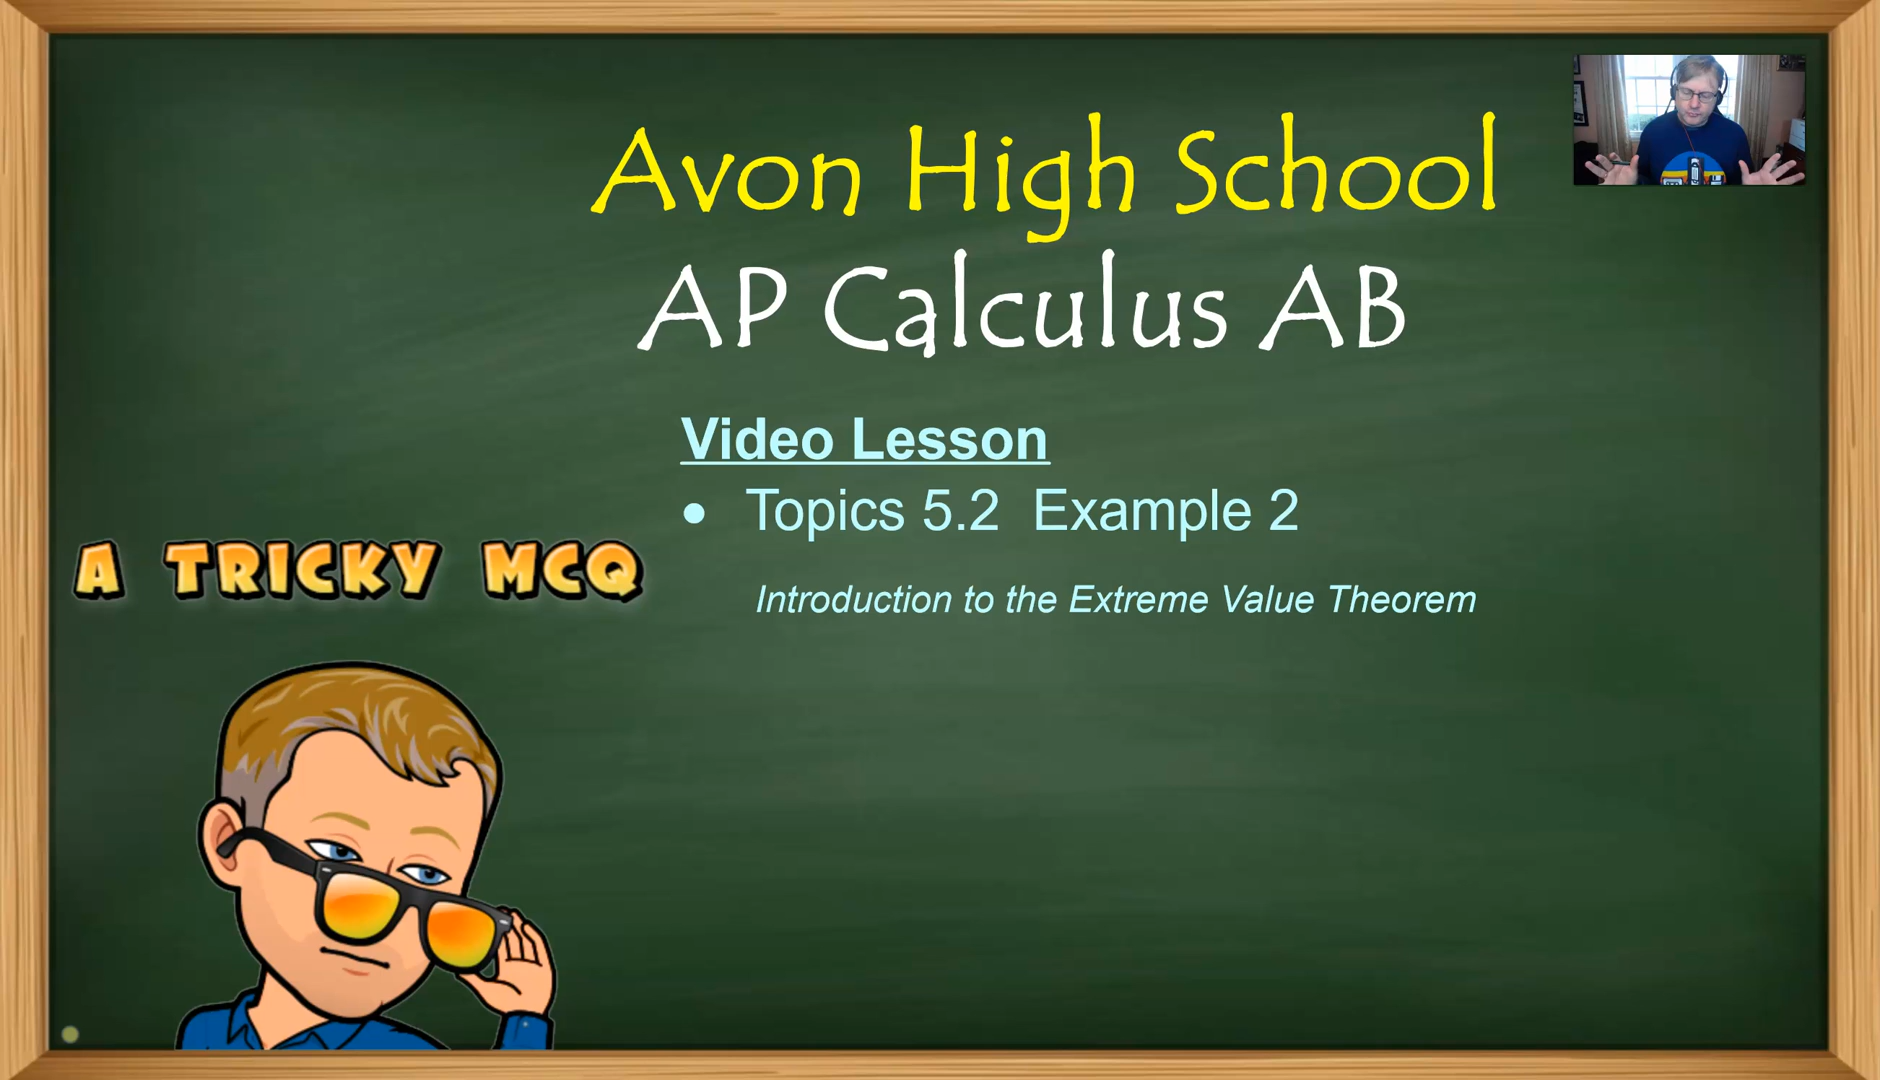 Avon High School
AP Calculus AB
Video Lesson
• Topics 5.2 Example 2
A TRICKY MCQ
Introduction to the Extreme Value Theorem